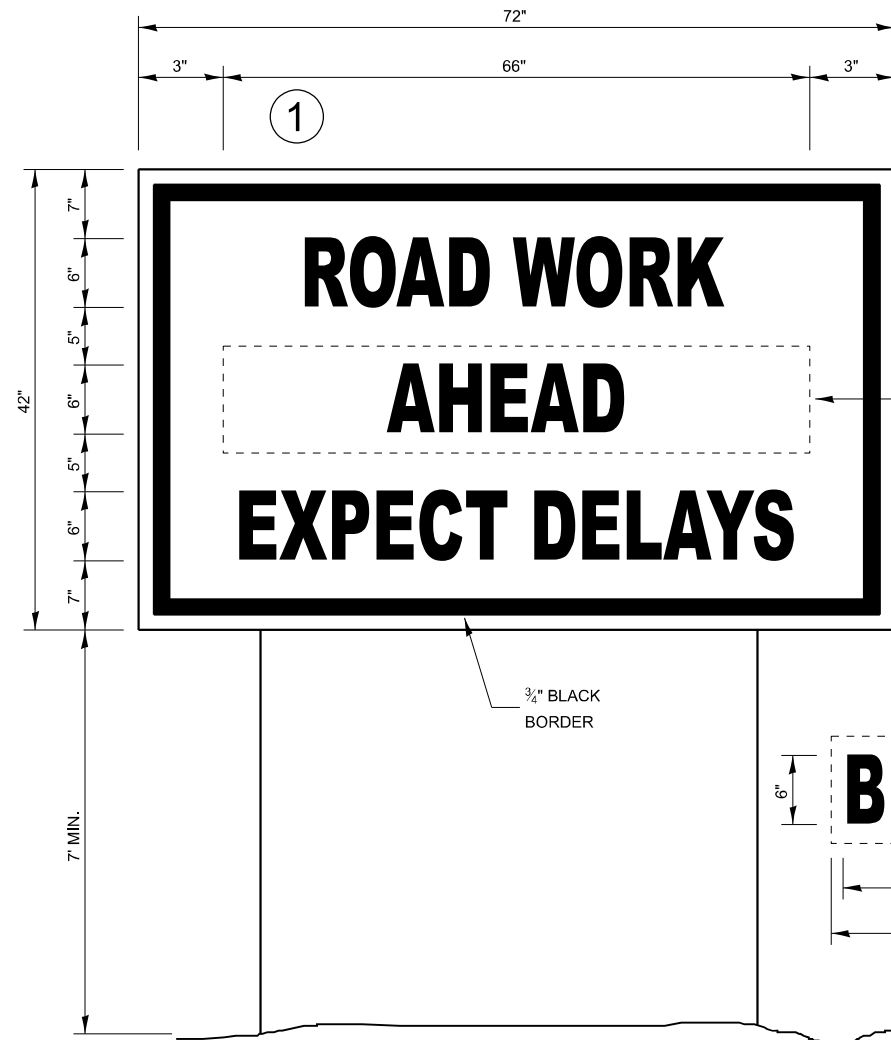 72"
3" 66" 3"
1
7"
6"
5"
6"
5"
6"
7"
42"
ROAD WORK
AHEAD
EXPECT DELAYS
¾" BLACK
BORDER
7' MIN.
6"
B